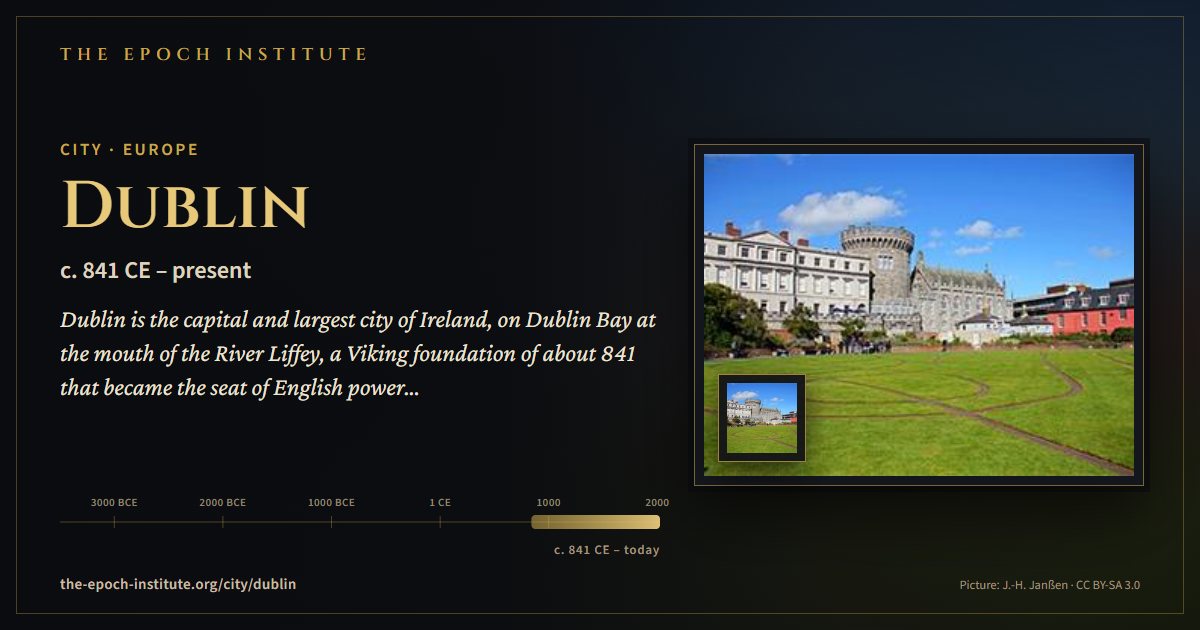 THE EPOCH INSTITUTE
CITY · EUROPE
DUBLIN
c. 841 CE – present
Dublin is the capital and largest city of Ireland, on Dublin Bay at
the mouth of the River Liffey, a Viking foundation of about 841
that became the seat of English power...
3000 BCE 2000 BCE 1000 BCE 1 CE 1000 2000
c. 841 CE – today
the-epoch-institute.org/city/dublin
Picture: J.-H. Janßen · CC BY-SA 3.0